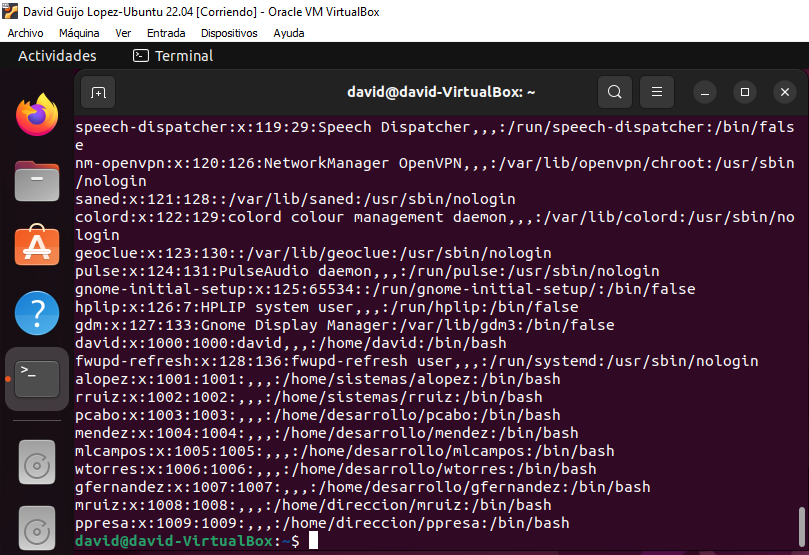 David Guijo Lopez-Ubuntu 22.04 [Corriendo] - Oracle VM VirtualBox
Archivo Máquina Ver Entrada Dispositivos Ayuda
Actividades Terminal
david@david-VirtualBox: ~
speech-dispatcher:x:119:29:Speech Dispatcher,,,:/run/speech-dispatcher:/bin/fals
e
nm-openvpn:x:120:126:NetworkManager OpenVPN,,,:/var/lib/openvpn/chroot:/usr/sbin
/nologin
saned:x:121:128::/var/lib/saned:/usr/sbin/nologin
colord:x:122:129:colord colour management daemon,,,:/var/lib/colord:/usr/sbin/no
login
geoclue:x:123:130::/var/lib/geoclue:/usr/sbin/nologin
pulse:x:124:131:PulseAudio daemon,,,:/run/pulse:/usr/sbin/nologin
gnome-initial-setup:x:125:65534::/run/gnome-initial-setup/:/bin/false
hplip:x:126:7:HPLIP system user,,,:/run/hplip:/bin/false
gdm:x:127:133:Gnome Display Manager:/var/lib/gdm3:/bin/false
david:x:1000:1000:david,,,:/home/david:/bin/bash
fwupd-refresh:x:128:136:fwupd-refresh user,,,:/run/systemd:/usr/sbin/nologin
alopez:x:1001:1001:,,,:/home/sistemas/alopez:/bin/bash
rruiz:x:1002:1002:,,,:/home/sistemas/rruiz:/bin/bash
pcabo:x:1003:1003:,,,:/home/desarrollo/pcabo:/bin/bash
mendez:x:1004:1004:,,,:/home/desarrollo/mendez:/bin/bash
mlcampos:x:1005:1005:,,,:/home/desarrollo/mlcampos:/bin/bash
wtorres:x:1006:1006:,,,:/home/desarrollo/wtorres:/bin/bash
gfernandez:x:1007:1007:,,,:/home/desarrollo/gfernandez:/bin/bash
mruiz:x:1008:1008:,,,:/home/direccion/mruiz:/bin/bash
ppresa:x:1009:1009:,,,:/home/direccion/ppresa:/bin/bash
david@david-VirtualBox:~$